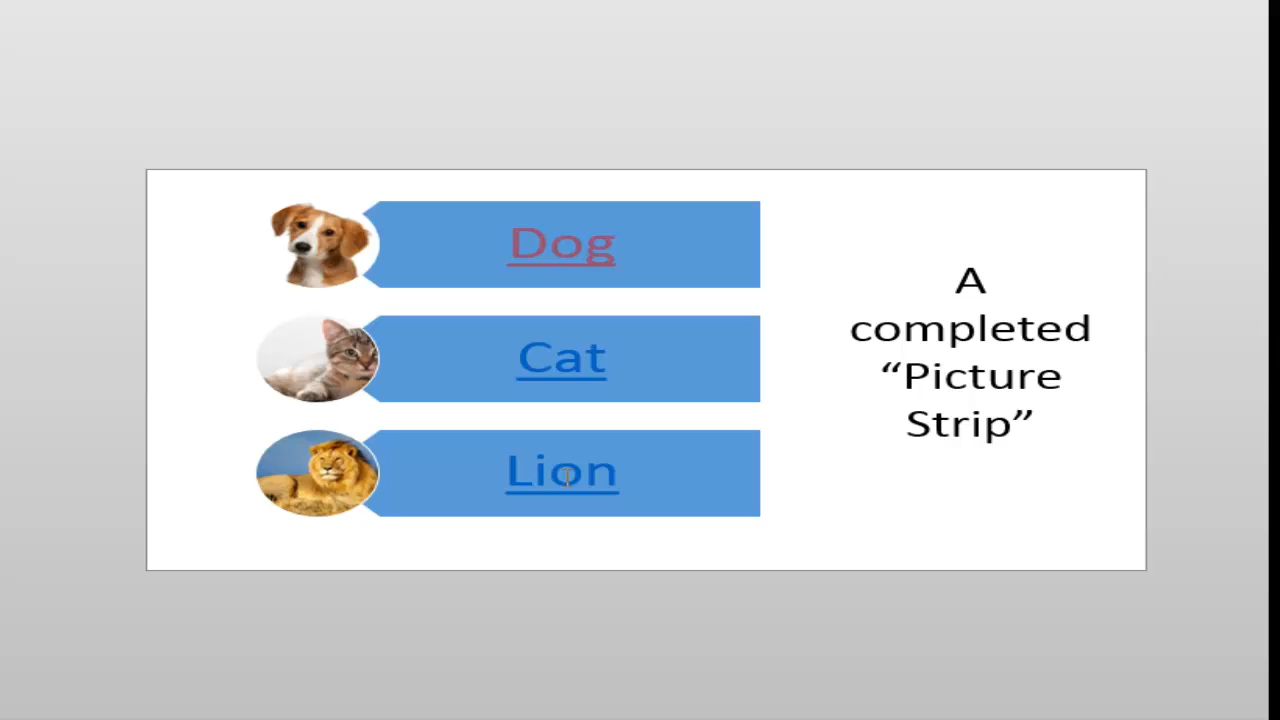 Dog
Cat
Lion
A
completed
“Picture
Strip”